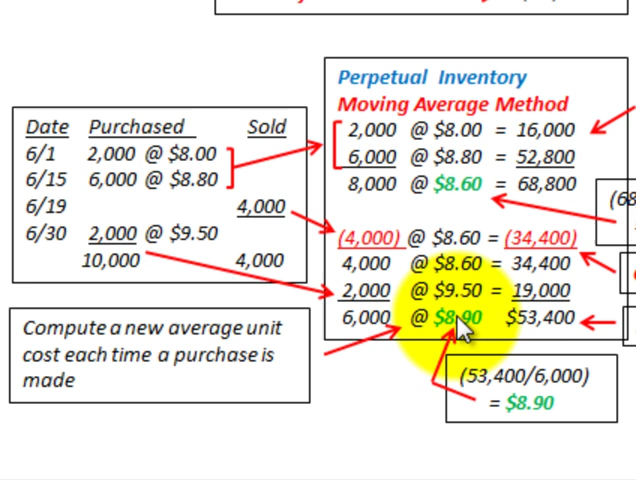 Date Purchased Sold
6/1 2,000 @ $8.00
6/15 6,000 @ $8.80
6/19 4,000
6/30 2,000 @ $9.50
10,000 4,000
Perpetual Inventory
Moving Average Method
2,000 @ $8.00 = 16,000
6,000 @ $8.80 = 52,800
8,000 @ $8.60 = 68,800
(4,000) @ $8.60 = (34,400)
4,000 @ $8.60 = 34,400
2,000 @ $9.50 = 19,000
6,000 @ $8.90 $53,400
Compute a new average unit
cost each time a purchase is
made
(53,400/6,000)
= $8.90